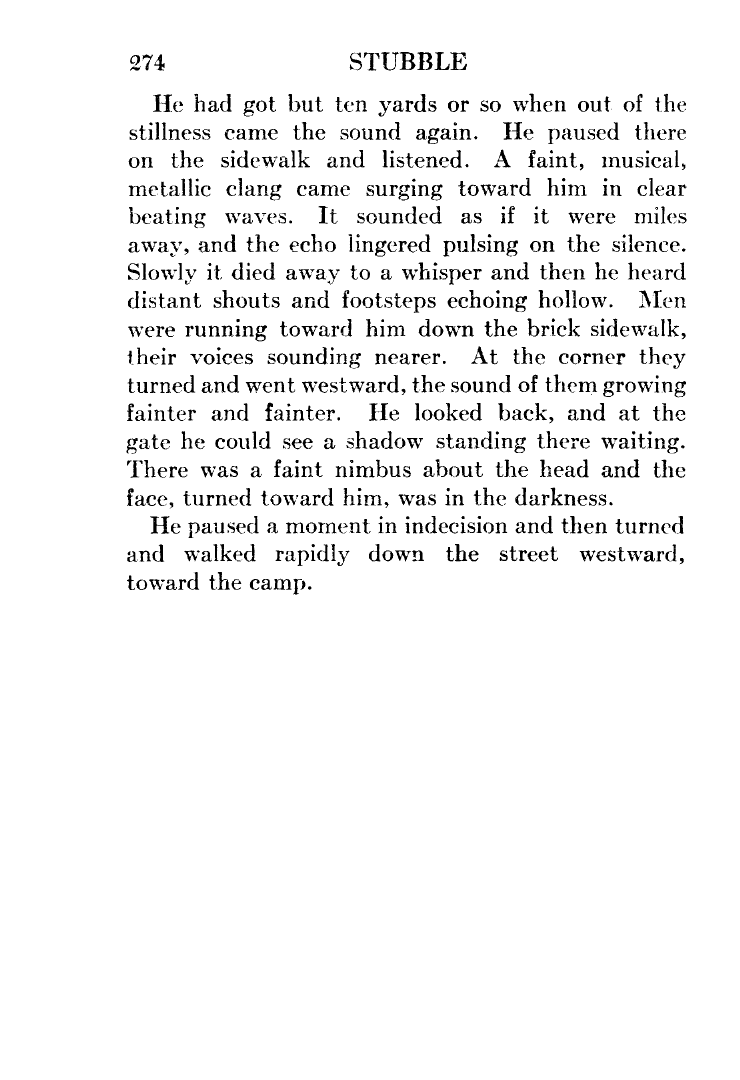 274 STUBBLE
He had got but ten yards or so when out of the
stillness came the sound again. He paused there
on the sidewalk and listened. A faint, musical,
metallic clang came surging toward him in clear
beating waves. It sounded as if it were miles
away, and the echo lingered pulsing on the silence.
Slowly it died away to a whisper and then he heard
distant shouts and footsteps echoing hollow. Men
were running toward him down the brick sidewalk,
their voices sounding nearer. At the corner they
turned and went westward, the sound of them growing
fainter and fainter. He looked back, and at the
gate he could see a shadow standing there waiting.
There was a faint nimbus about the head and the
face, turned toward him, was in the darkness.
He paused a moment in indecision and then turned
and walked rapidly down the street westward,
toward the camp.